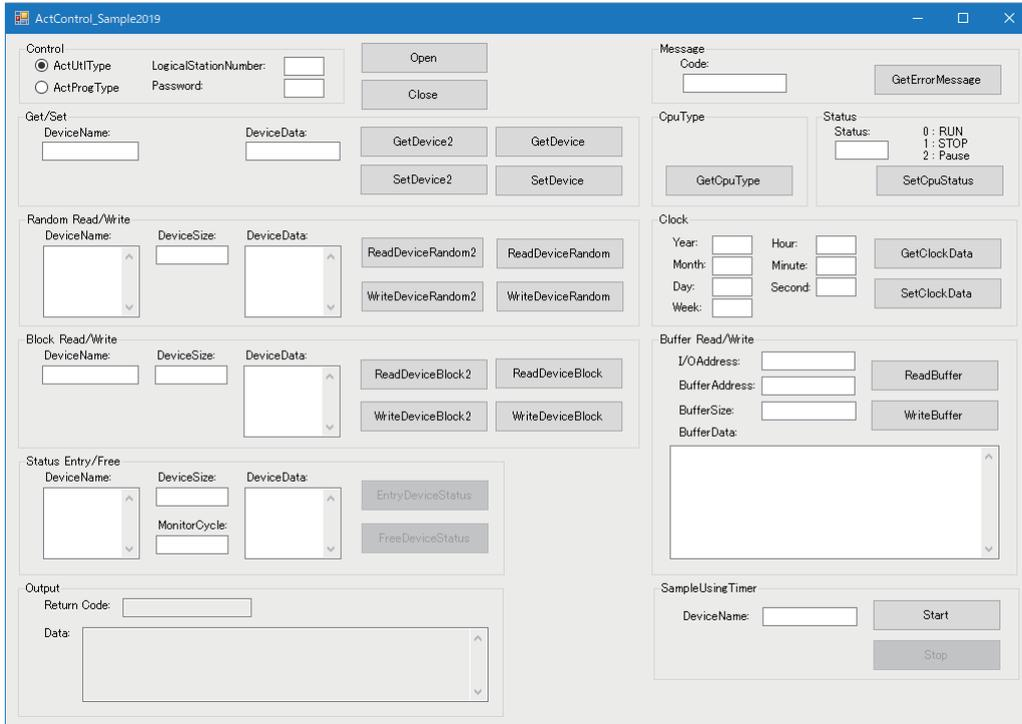 ActControl_Sample2019
Control
ActUtlType
LogicalStationNumber:
ActProgType
Password:
Open
Close
Get/Set
DeviceName:
DeviceData:
GetDevice2
GetDevice
SetDevice2
SetDevice
Random Read/Write
DeviceName:
DeviceSize:
DeviceData:
ReadDeviceRandom2
ReadDeviceRandom
WriteDeviceRandom2
WriteDeviceRandom
Block Read/Write
DeviceName:
DeviceSize:
DeviceData:
ReadDeviceBlock2
ReadDeviceBlock
WriteDeviceBlock2
WriteDeviceBlock
Status Entry/Free
DeviceName:
DeviceSize:
DeviceData:
MonitorCycle:
EntryDeviceStatus
FreeDeviceStatus
Output
Return Code:
Data:
Message
Code:
GetErrorMessage
CpuType
GetCpuType
Status
Status:
0 : RUN
1 : STOP
2 : Pause
SetCpuStatus
Clock
Year:
Hour:
Month:
Minute:
Day:
Second:
Week:
GetClockData
SetClockData
Buffer Read/Write
I/OAddress:
BufferAddress:
BufferSize:
BufferData:
ReadBuffer
WriteBuffer
SampleUsingTimer
DeviceName:
Start
Stop